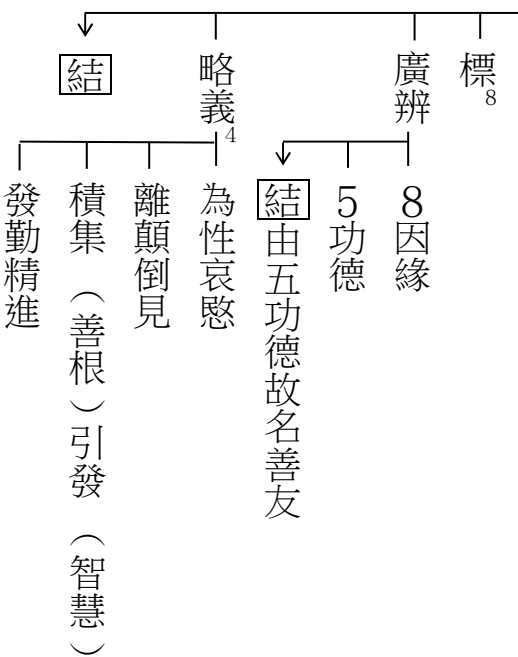 標8
廣辨
8因緣
5功德
結由五功德故名善友
略義4
為性哀愍
離顛倒見
積集（善根）引發（智慧）
發勤精進
結